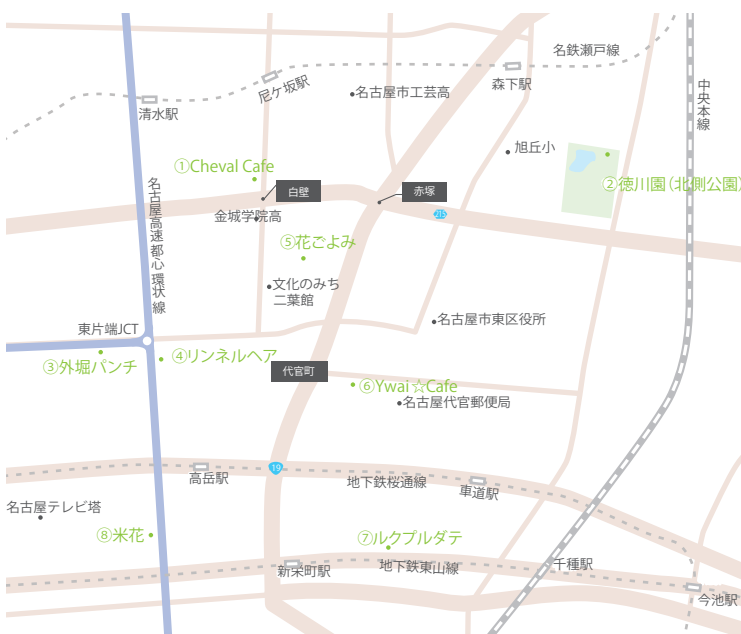 名鉄瀬戸線
尼ケ坂駅
森下駅
中央本線
清水駅
名古屋市工芸高
旭丘小
①Cheval Cafe
白壁
赤塚
②徳川園（北側公園）
名古屋高速都心環状線
金城学院高
215
⑤花ごよみ
文化のみち
二葉館
名古屋市東区役所
東片端JCT
③外堀パンチ
④リンネルヘア
代官町
⑥Ywai☆Cafe
名古屋代官郵便局
19
高岳駅
地下鉄桜通線
車道駅
名古屋テレビ塔
⑧米花
⑦ルクプルダテ
新栄町駅
地下鉄東山線
千種駅
今池駅